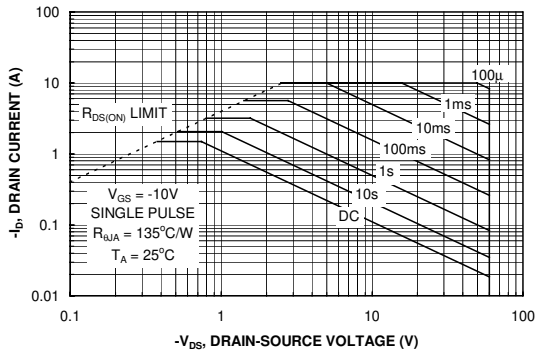 100
10
1
0.1
0.01
-I_D, DRAIN CURRENT (A)
100µ
1ms
10ms
100ms
1s
10s
DC
R_DS(ON) LIMIT
V_GS = -10V
SINGLE PULSE
R_θJA = 135°C/W
T_A = 25°C
0.1
1
10
100
-V_DS, DRAIN-SOURCE VOLTAGE (V)